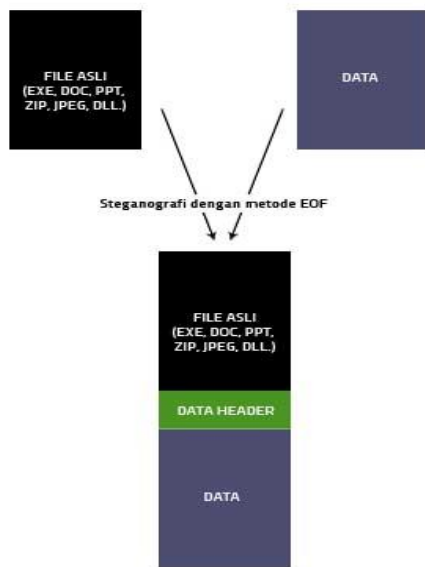 FILE ASLI
(EXE, DOC, PPT,
ZIP, JPEG, DLL.)
DATA
Steganografi dengan metode EOF
FILE ASLI
(EXE, DOC, PPT,
ZIP, JPEG, DLL.)
DATA HEADER
DATA